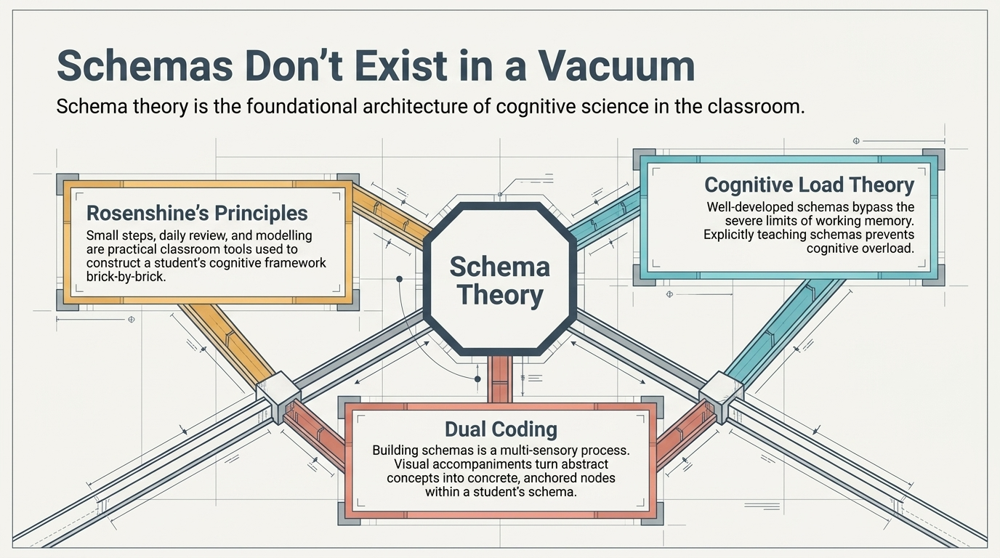 Schemas Don’t Exist in a Vacuum
Schema theory is the foundational architecture of cognitive science in the classroom.
Rosenshine’s Principles
Small steps, daily review, and modelling
are practical classroom tools used to
construct a student’s cognitive framework
brick-by-brick.
Schema
Theory
Cognitive Load Theory
Well-developed schemas bypass the
severe limits of working memory.
Explicitly teaching schemas prevents
cognitive overload.
Dual Coding
Building schemas is a multi-sensory process.
Visual accompaniments turn abstract
concepts into concrete, anchored nodes
within a student’s schema.